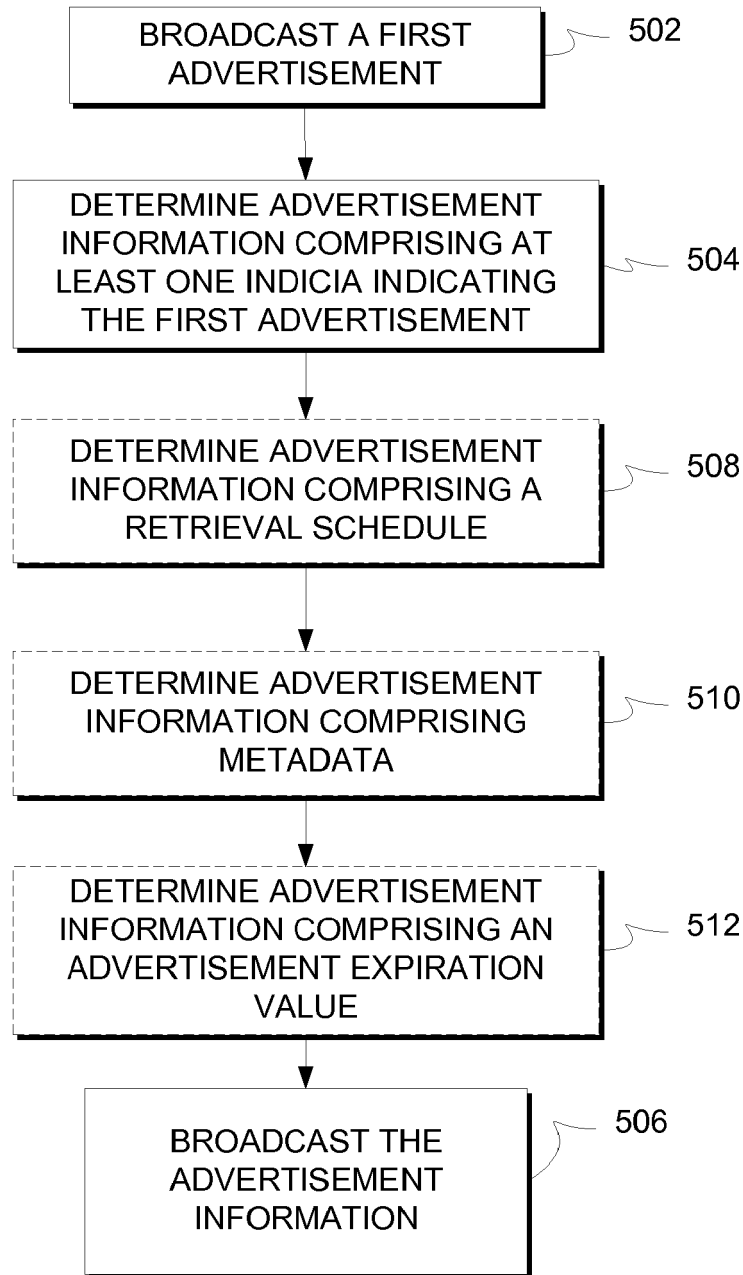 BROADCAST A FIRST
ADVERTISEMENT
502
DETERMINE ADVERTISEMENT
INFORMATION COMPRISING AT
LEAST ONE INDICIA INDICATING
THE FIRST ADVERTISEMENT
504
DETERMINE ADVERTISEMENT
INFORMATION COMPRISING A
RETRIEVAL SCHEDULE
508
DETERMINE ADVERTISEMENT
INFORMATION COMPRISING
METADATA
510
DETERMINE ADVERTISEMENT
INFORMATION COMPRISING AN
ADVERTISEMENT EXPIRATION
VALUE
512
BROADCAST THE
ADVERTISEMENT
INFORMATION
506